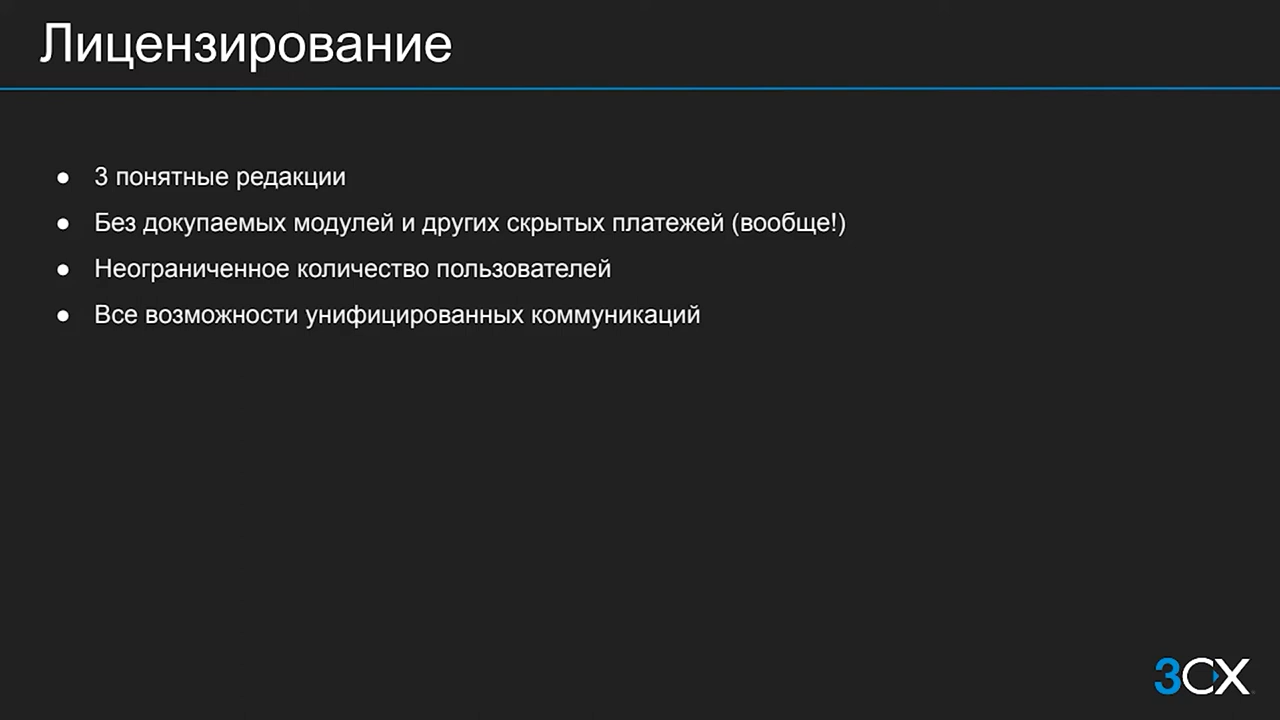 Лицензирование
● 3 понятные редакции
● Без докупаемых модулей и других скрытых платежей (вообще!)
● Неограниченное количество пользователей
● Все возможности унифицированных коммуникаций
3CX